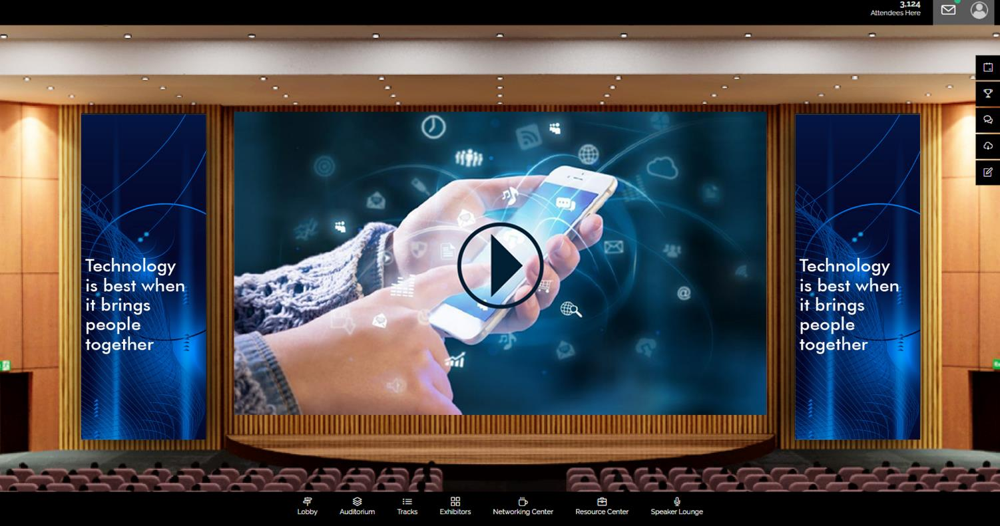 3,124
Attendees Here
Technology
is best when
it brings
people
together
Technology
is best when
it brings
people
together
@
Lobby
Auditorium
Tracks
Exhibitors
Networking Center
Resource Center
Speaker Lounge